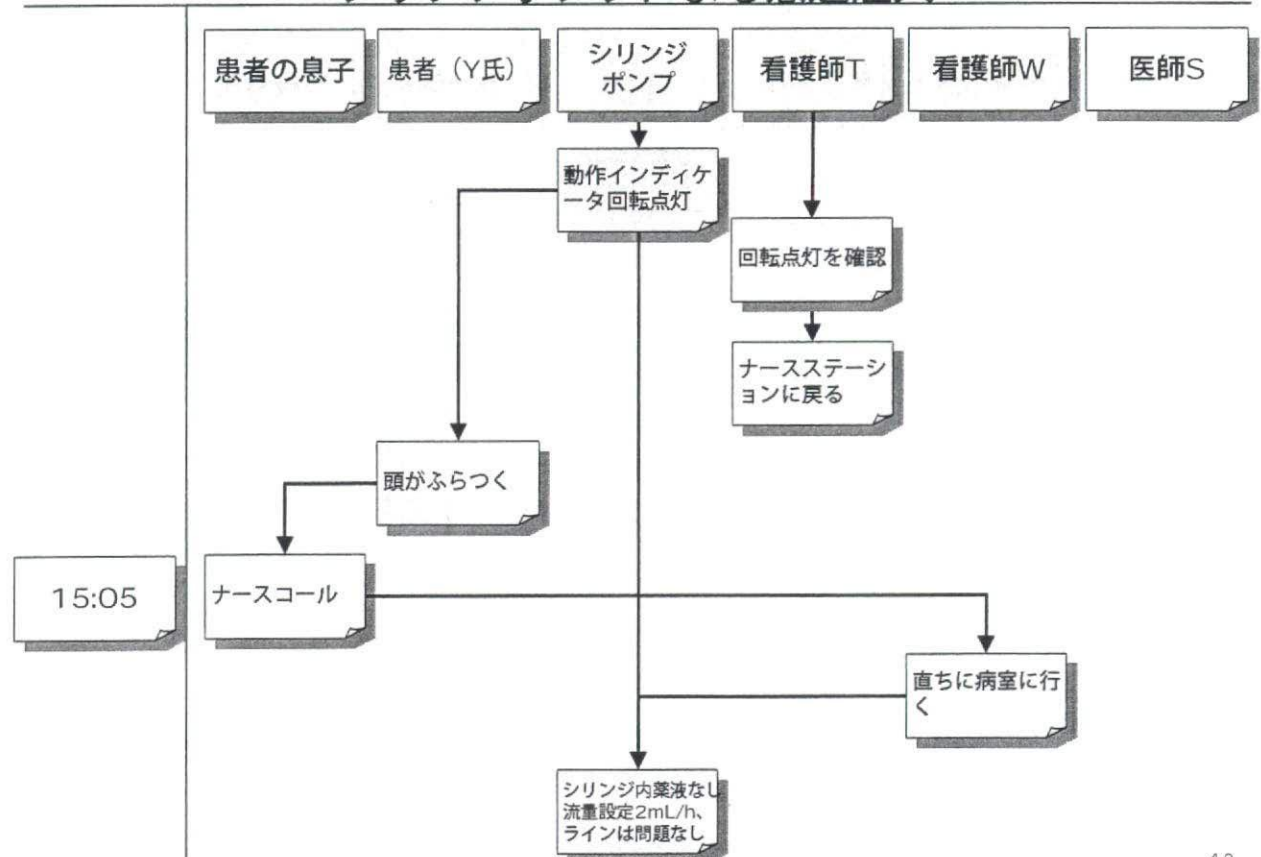 患者の息子
患者（Y氏）
シリンジ
ポンプ
看護師T
看護師W
医師S
動作インディケ
ータ回転点灯
回転点灯を確認
ナースステーシ
ョンに戻る
頭がふらつく
15:05
ナースコール
直ちに病室に行
く
シリンジ内薬液なし
流量設定2mL/h、
ラインは問題なし